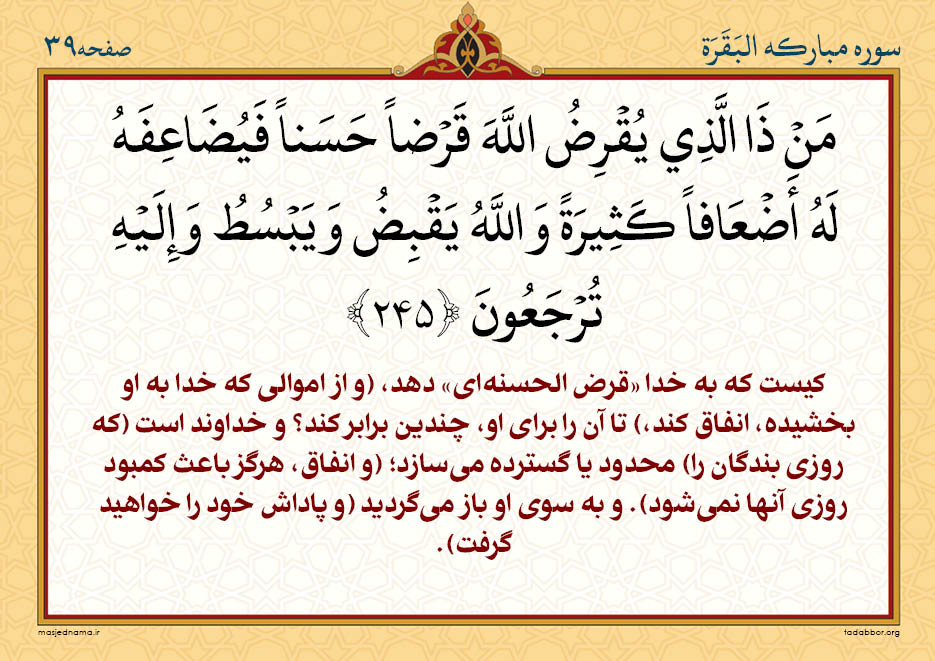 سوره مبارکه البَقَرَة
صفحه۳۹
مَنْ ذَا الَّذِي يُقْرِضُ اللَّهَ قَرْضاً حَسَناً فَيُضَاعِفَهُ
لَهُ أَضْعَافاً كَثِيرَةً وَ اللَّهُ يَقْبِضُ وَ يَبْسُطُ وَ إِلَيْهِ
تُرْجَعُونَ ﴿۲۴۵﴾
کیست که به خدا «قرض الحسنه‌ای» دهد، (و از اموالی که خدا به او
بخشیده، انفاق کند،) تا آن را برای او، چندین برابر کند؟ و خداوند است (که
روزی بندگان را) محدود یا گسترده می‌سازد؛ (و انفاق، هرگز باعث کمبود
روزی آنها نمی‌شود). و به سوی او باز می‌گردید (و پاداش خود را خواهید
گرفت).
masjednama.ir
tadabbor.org